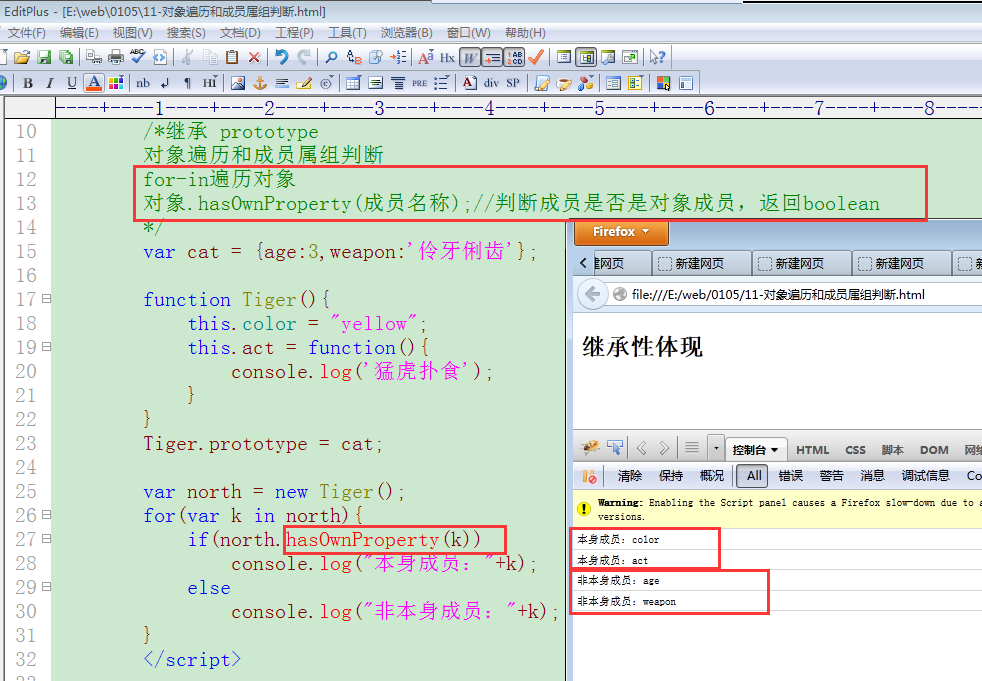 EditPlus - [E:\web\0105\11-对象遍历和成员属组判断.html]
文件(F) 编辑(E) 视图(V) 搜索(S) 文档(D) 工程(P) 工具(T) 浏览器(B) 窗口(W) 帮助(H)
Hx W
B I U A nb HI PRE A div SP
----+----1----+----2----+----3----+----4----+----5----+----6----+----7----+----8----
10 /*继承 prototype
11 对象遍历和成员属组判断
12 for-in遍历对象
13 对象.hasOwnProperty(成员名称);//判断成员是否是对象成员，返回boolean
14 */
15 var cat = {age:3,weapon:'伶牙俐齿'};
16
17 function Tiger(){
18 this.color = "yellow";
19 this.act = function(){
20 console.log('猛虎扑食');
21 }
22 }
23 Tiger.prototype = cat;
24
25 var north = new Tiger();
26 for(var k in north){
27 if(north.hasOwnProperty(k))
28 console.log("本身成员："+k);
29 else
30 console.log("非本身成员："+k);
31 }
32 </script>
Firefox
建网页 新建网页 新建网页 新建网页 新
file:///E:/web/0105/11-对象遍历和成员属组判断.html
继承性体现
控制台 HTML CSS 脚本 DOM 网络
清除 保持 概况 All 错误 警告 消息 调试信息 Co
Warning: Enabling the Script panel causes a Firefox slow-down due to a
versions.
本身成员：color
本身成员：act
非本身成员：age
非本身成员：weapon